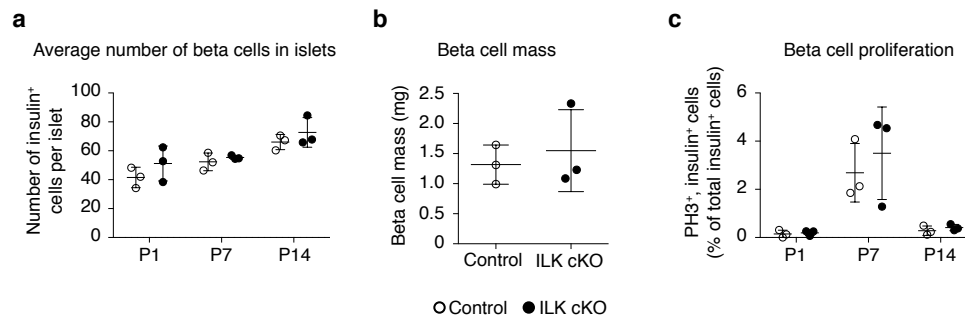 a
Average number of beta cells in islets
Number of insulin⁺
cells per islet
100
80
60
40
20
0
P1
P7
P14
b
Beta cell mass
Beta cell mass (mg)
2.5
2.0
1.5
1.0
0.5
0
Control
ILK cKO
c
Beta cell proliferation
PH3⁺, insulin⁺ cells
(% of total insulin⁺ cells)
6
4
2
0
P1
P7
P14
Control
ILK cKO